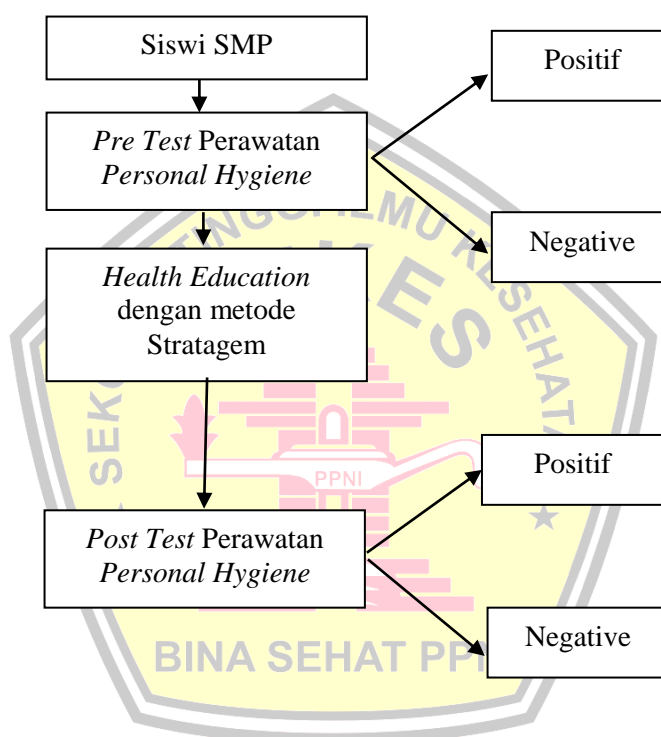 Siswi SMP
Positif
Pre Test Perawatan
Personal Hygiene
Negative
Health Education
dengan metode
Stratagem
Positif
Post Test Perawatan
Personal Hygiene
Negative
PPNI
BINA SEHAT PPN